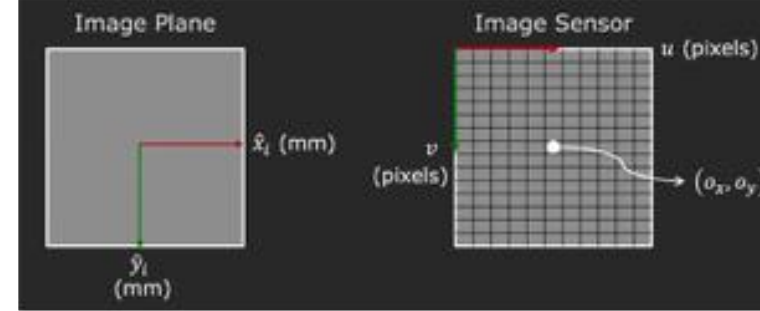 Image Plane
x̂ᵢ (mm)
ŷᵢ
(mm)
Image Sensor
u (pixels)
v
(pixels)
(oₓ, oᵧ)